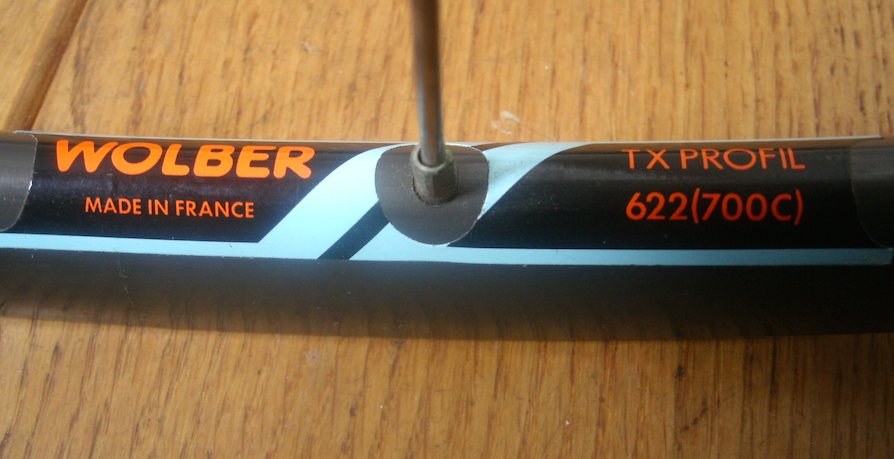 WOLBER
MADE IN FRANCE
TX PROFIL
622(700C)